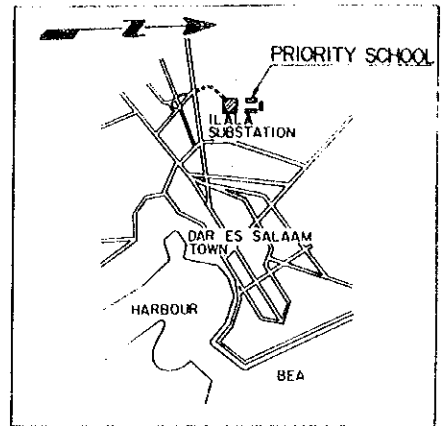 N
PRIORITY SCHOOL
ILALA
SUBSTATION
DAR ES SALAAM
TOWN
HARBOUR
BEA